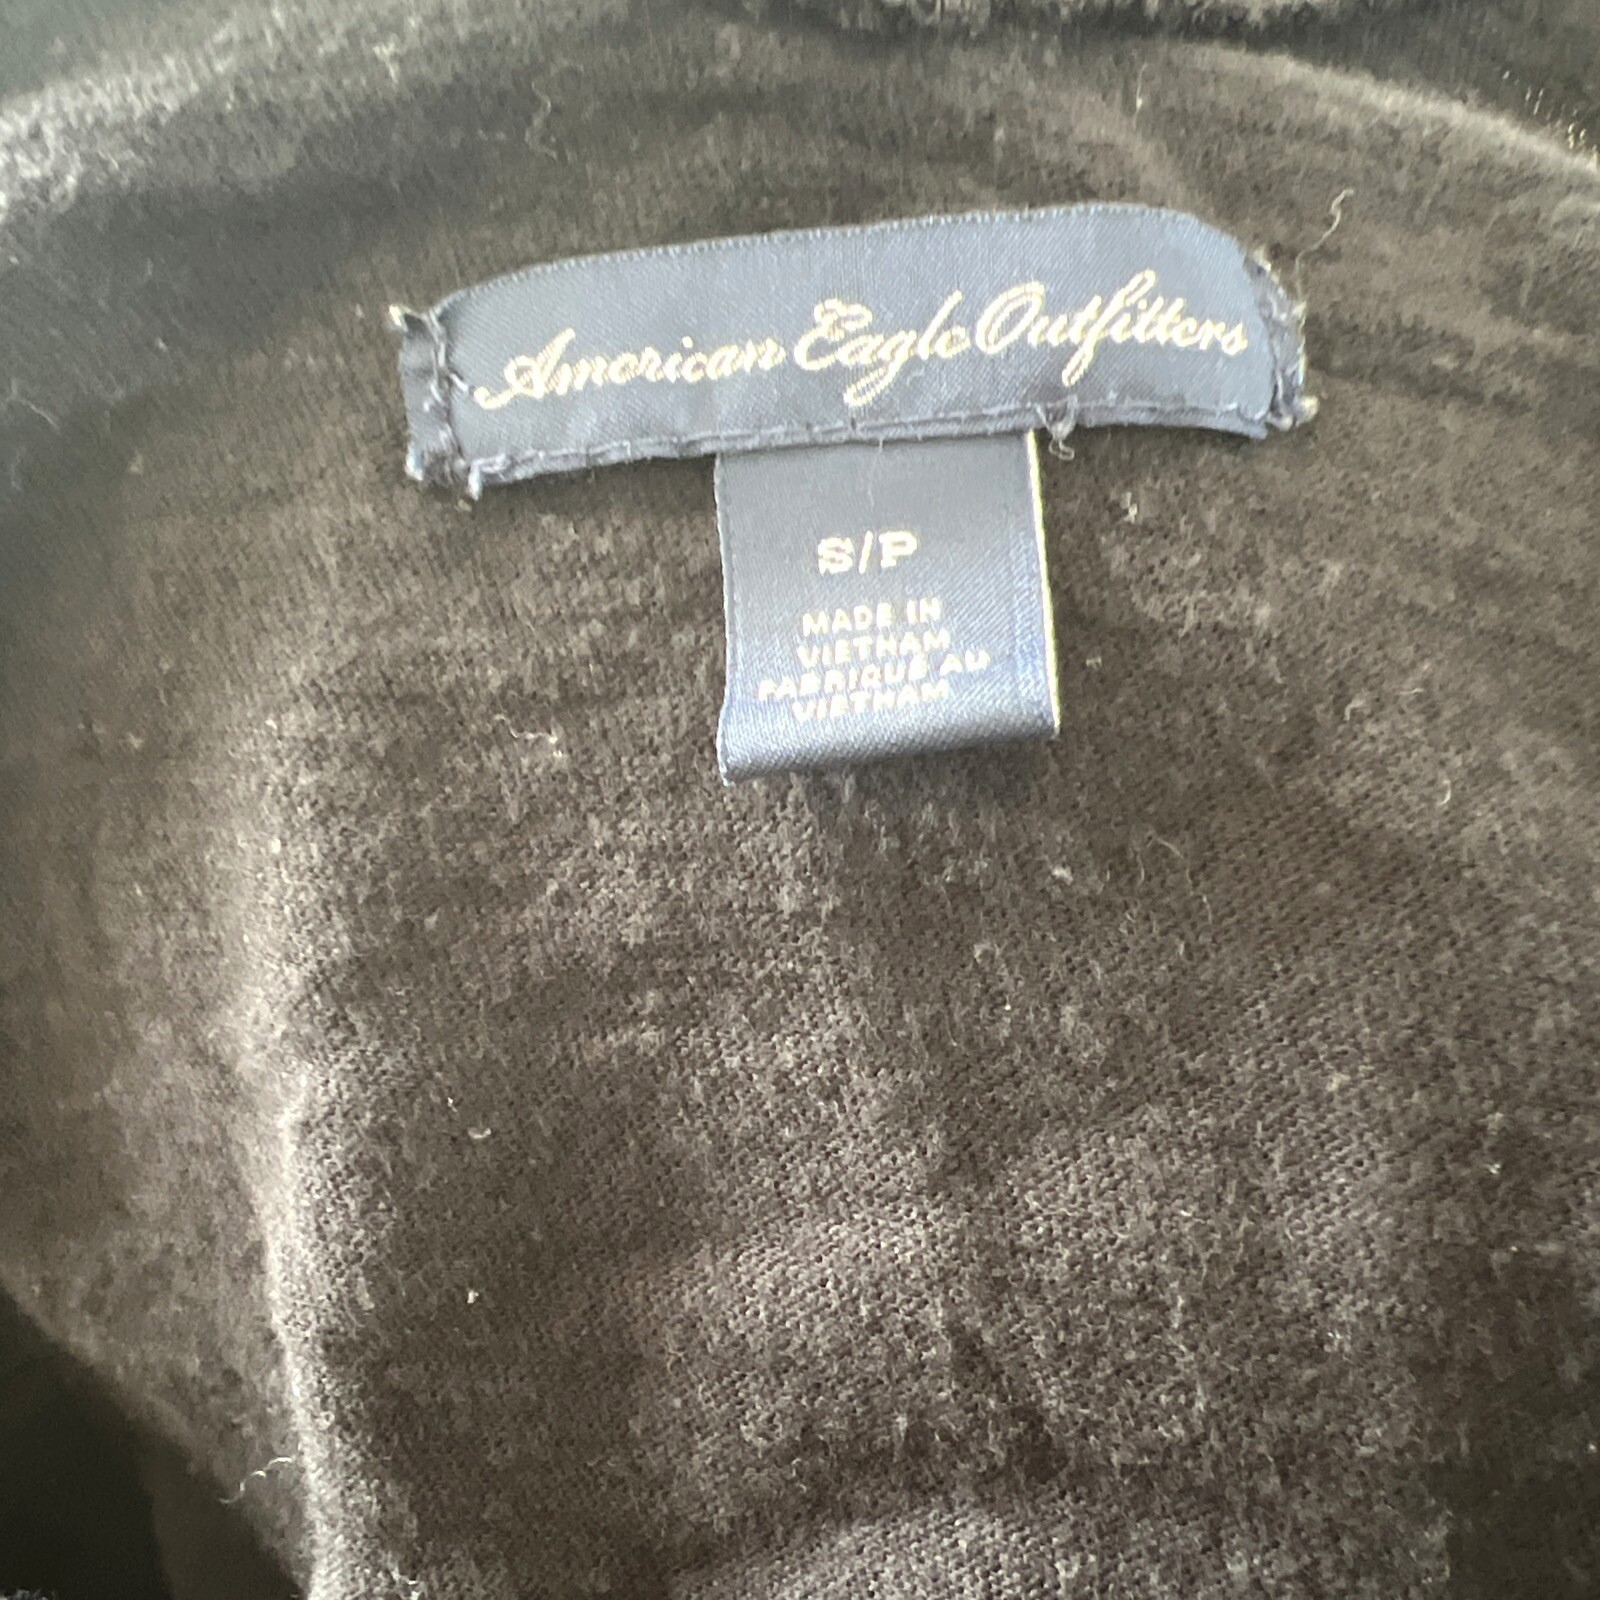 American Eagle Outfitters
S/P
MADE IN
VIETNAM
FABRIQUE AU
VIETNAM